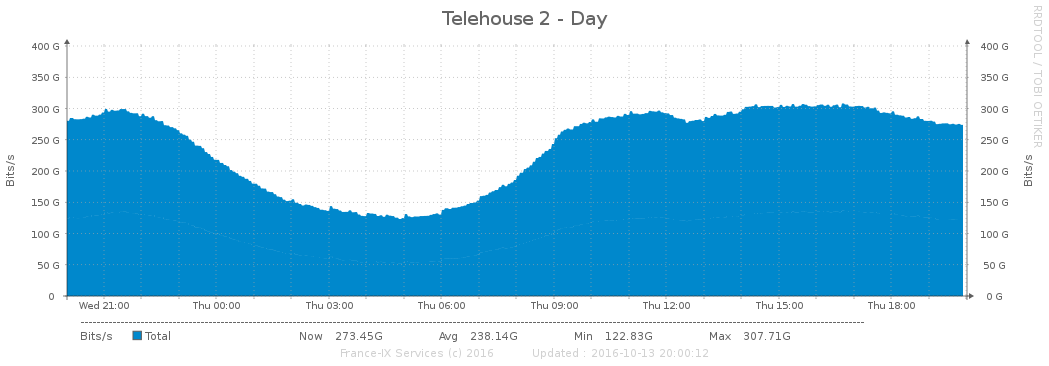 Telehouse 2 - Day
RRDTOOL / TOBI OETIKER
400 G 400 G
350 G 350 G
300 G 300 G
250 G 250 G
200 G 200 G
150 G 150 G
100 G 100 G
50 G 50 G
0 0 G
Bits/s Bits/s
Wed 21:00 Thu 00:00 Thu 03:00 Thu 06:00 Thu 09:00 Thu 12:00 Thu 15:00 Thu 18:00
Bits/s Total Now 273.45G Avg 238.14G Min 122.83G Max 307.71G
France-IX Services (c) 2016 Updated : 2016-10-13 20:00:12